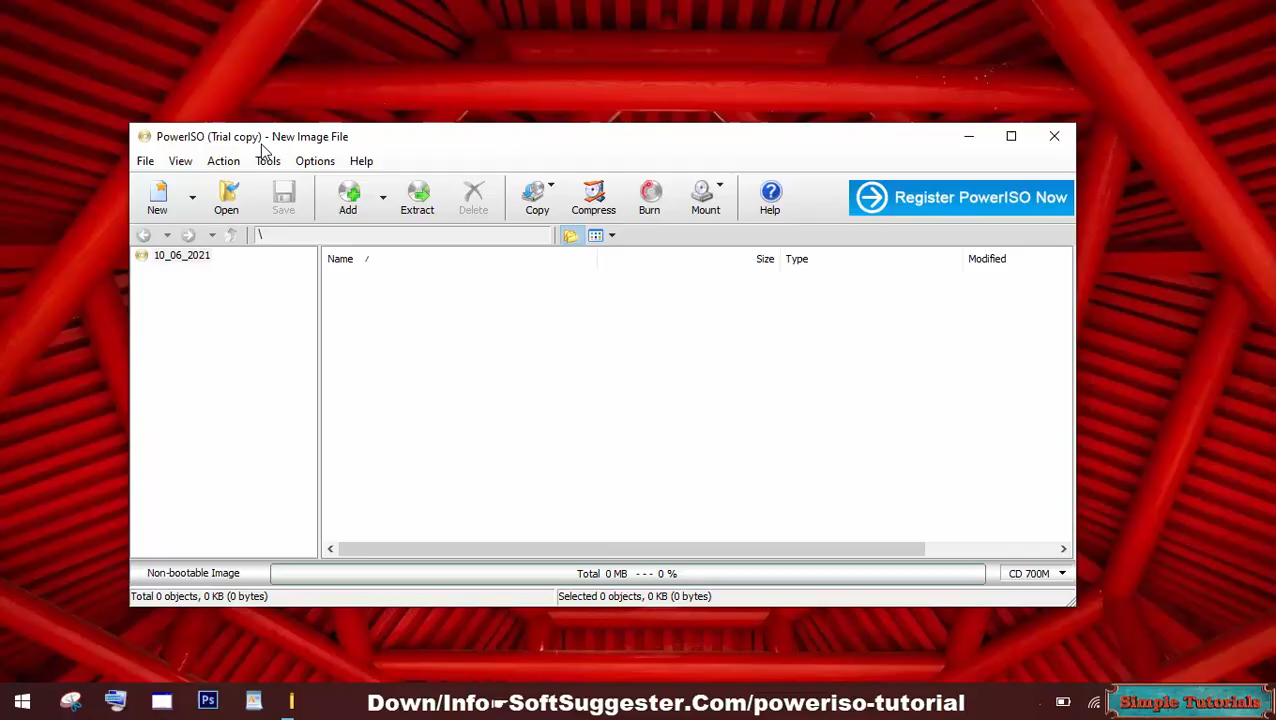 PowerISO (Trial copy) - New Image File
File View Action Tools Options Help
New Open Save Add Extract Delete Copy Compress Burn Mount Help
Register PowerISO Now
\
10_06_2021
Name / Size Type Modified
Non-bootable Image
Total 0 MB --- 0 %
CD 700M
Total 0 objects, 0 KB (0 bytes)
Selected 0 objects, 0 KB (0 bytes)
Ps
Down/Info☛SoftSuggester.Com/poweriso-tutorial
Simple Tutorials